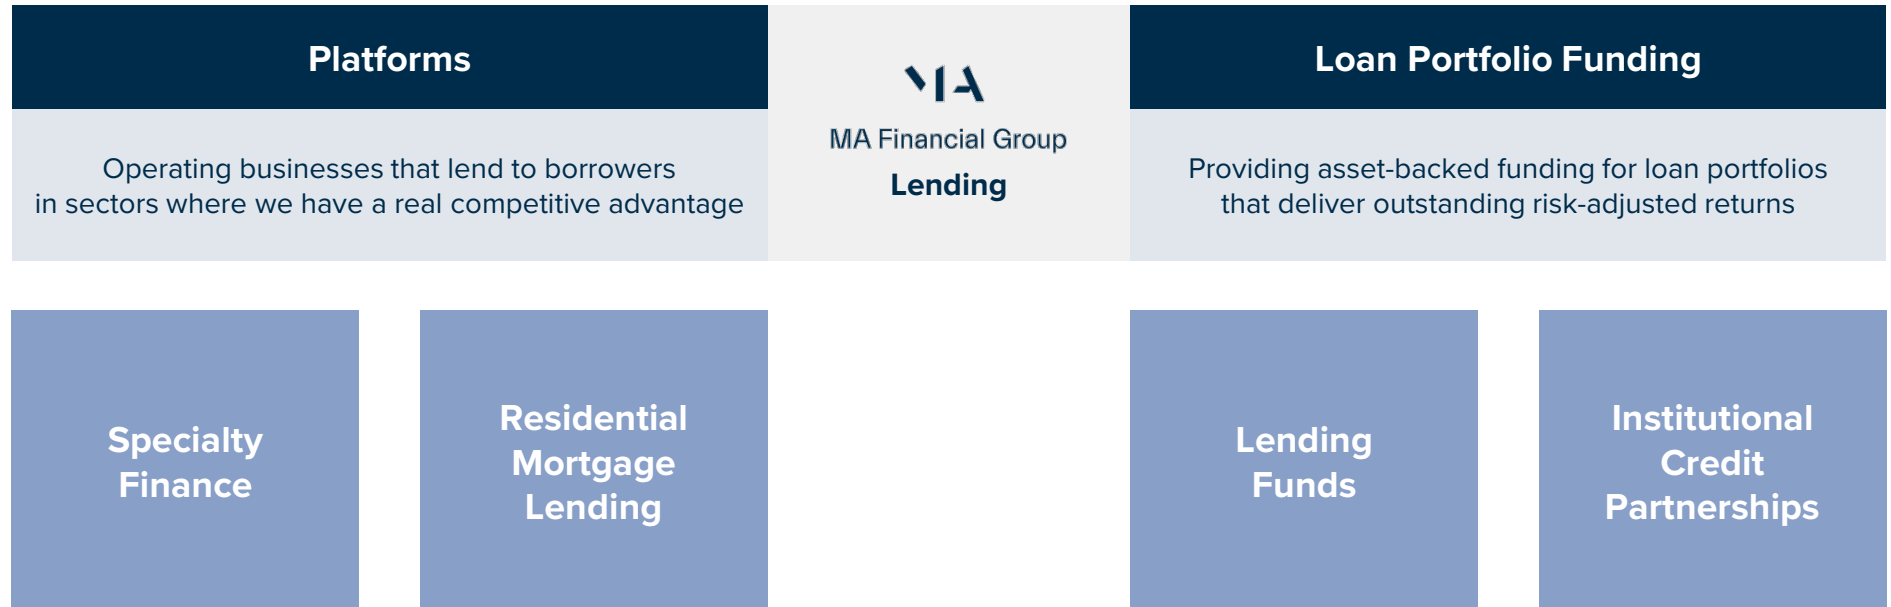 Platforms
Operating businesses that lend to borrowers
in sectors where we have a real competitive advantage
MA
MA Financial Group
Lending
Loan Portfolio Funding
Providing asset-backed funding for loan portfolios
that deliver outstanding risk-adjusted returns
Specialty
Finance
Residential
Mortgage
Lending
Lending
Funds
Institutional
Credit
Partnerships